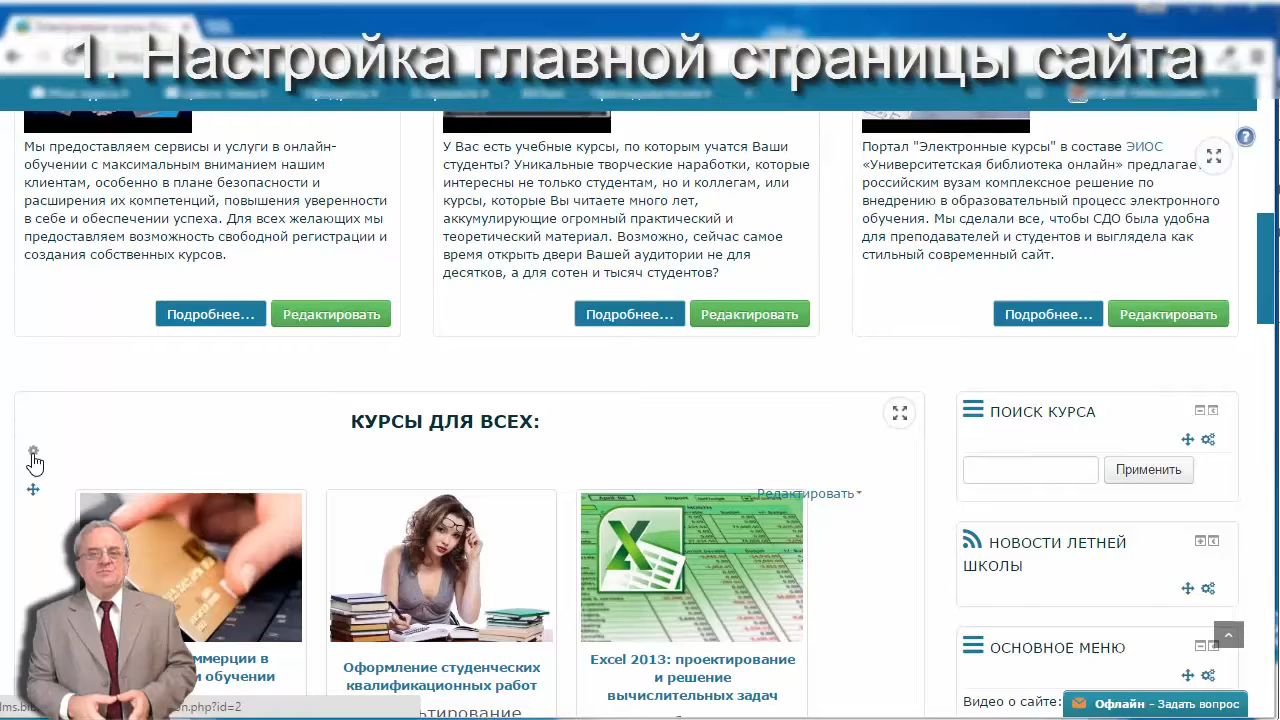 1. Настройка главной страницы сайта
Мы предоставляем сервисы и услуги в онлайн-
обучении с максимальным вниманием нашим
клиентам, особенно в плане безопасности и
расширения их компетенций, повышения уверенности
в себе и обеспечении успеха. Для всех желающих мы
предоставляем возможность свободной регистрации и
создания собственных курсов.
Подробнее... Редактировать
У Вас есть учебные курсы, по которым учатся Ваши
студенты? Уникальные творческие наработки, которые
интересны не только студентам, но и коллегам, или
курсы, которые Вы читаете много лет,
аккумулирующие огромный практический и
теоретический материал. Возможно, сейчас самое
время открыть двери Вашей аудитории не для
десятков, а для сотен и тысяч студентов?
Подробнее... Редактировать
Портал "Электронные курсы" в составе ЭИОС
«Университетская библиотека онлайн» предлагает
российским вузам комплексное решение по
внедрению в образовательный процесс электронного
обучения. Мы сделали все, чтобы СДО была удобна
для преподавателей и студентов и выглядела как
стильный современный сайт.
Подробнее... Редактировать
КУРСЫ ДЛЯ ВСЕХ:
Редактировать
ммерции в
и обучении
Оформление студенческих
квалификационных работ
Excel 2013: проектирование
и решение
вычислительных задач
ПОИСК КУРСА
Применить
НОВОСТИ ЛЕТНЕЙ
ШКОЛЫ
ОСНОВНОЕ МЕНЮ
Видео о сайте:
Офлайн – Задать вопрос
on.php?id=2